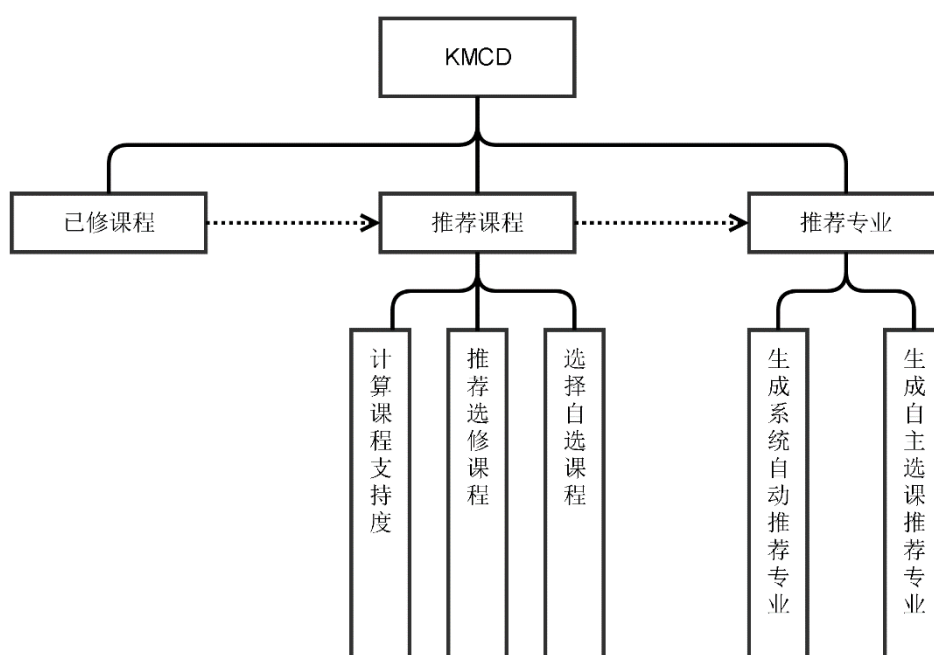 KMCD
已修课程
推荐课程
推荐专业
计算课程支持度
推荐选修课程
选择自选课程
生成系统自动推荐专业
生成自主选课推荐专业